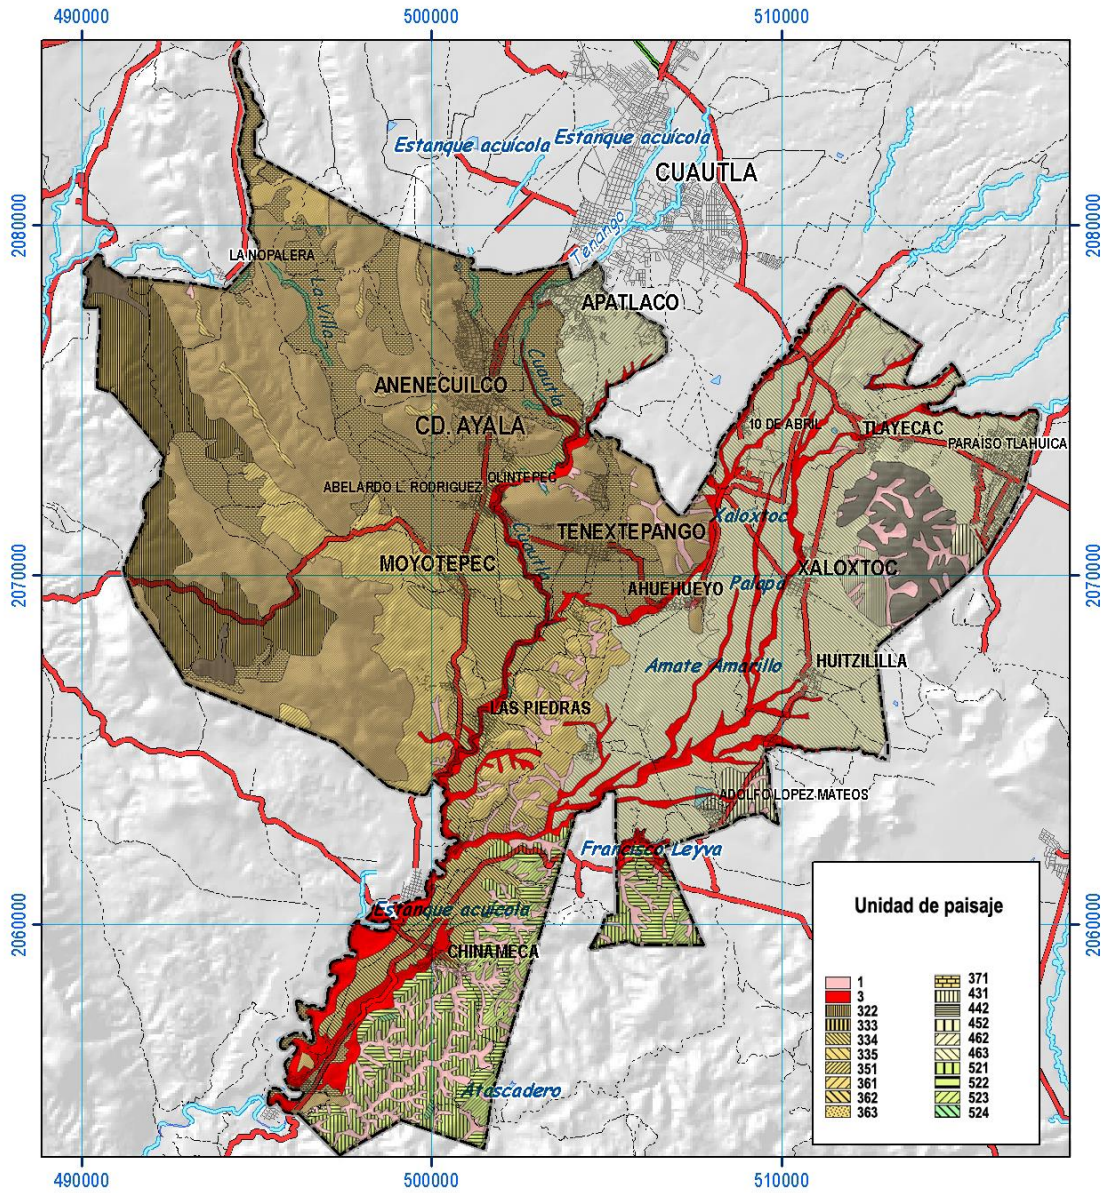 490000 500000 510000
Estanque acuícola Estanque acuícola
CUAUTLA
2080000 2080000
Tenango
LA NOPALERA
La Villa
APATLACO
Cuautla
ANENECUILCO
CD. AYALA
10 DE ABRIL
TLAYECAC
PARAÍSO TLAHUICA
OLINTEPEC
ABELARDO L. RODRIGUEZ
Xaloxtoc
TENEXTEPANGO
Cuautla
MOYOTEPEC
XALOXTOC
2070000 2070000
AHUEHUEYO
Palapa
Amate Amarillo
HUITZILILLA
LAS PIEDRAS
ADOLFO LOPEZ MATEOS
Francisco Leyva
Estanque acuícola
2060000 2060000
CHINAMECA
Atascadero
Unidad de paisaje
1
3
322
333
334
335
351
361
362
363
371
431
442
452
462
463
521
522
523
524
490000 500000 510000